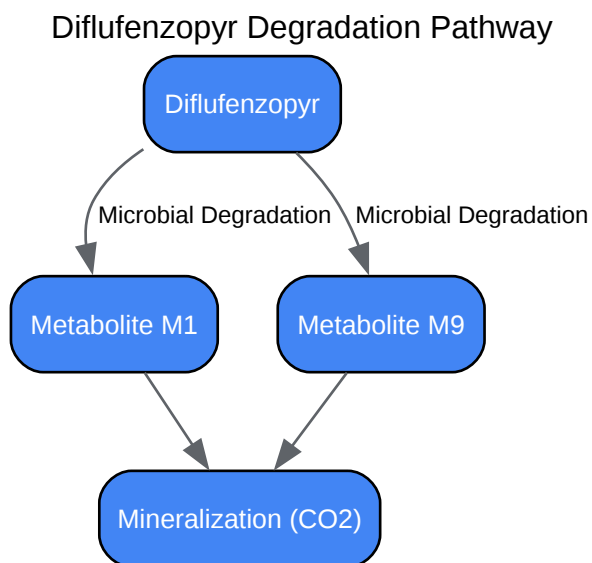 Diflufenzopyr Degradation Pathway
Diflufenzopyr
Microbial Degradation
Microbial Degradation
Metabolite M1
Metabolite M9
Mineralization (CO2)